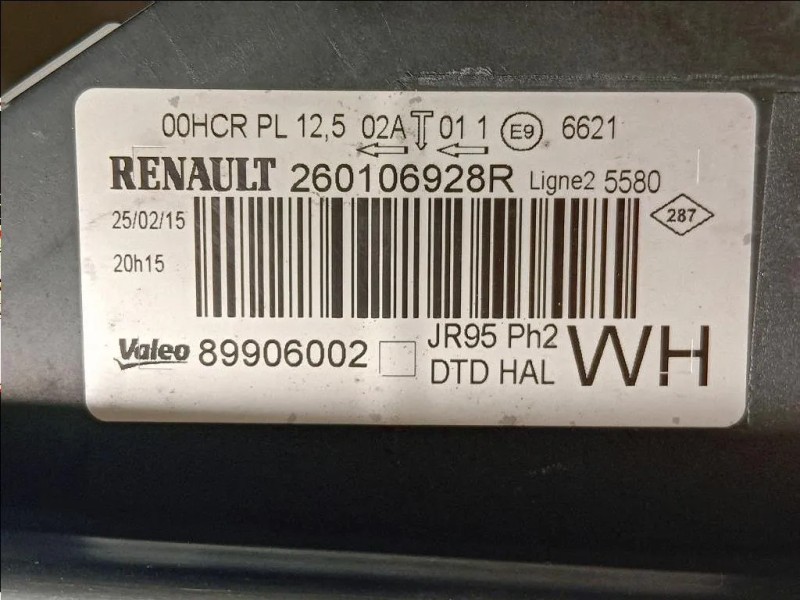 00HCR PL 12,5 02A 01 1 E9 6621
RENAULT 260106928R Ligne2 5580
25/02/15
287
20h15
Valeo 89906002 JR95 Ph2 WH
DTD HAL